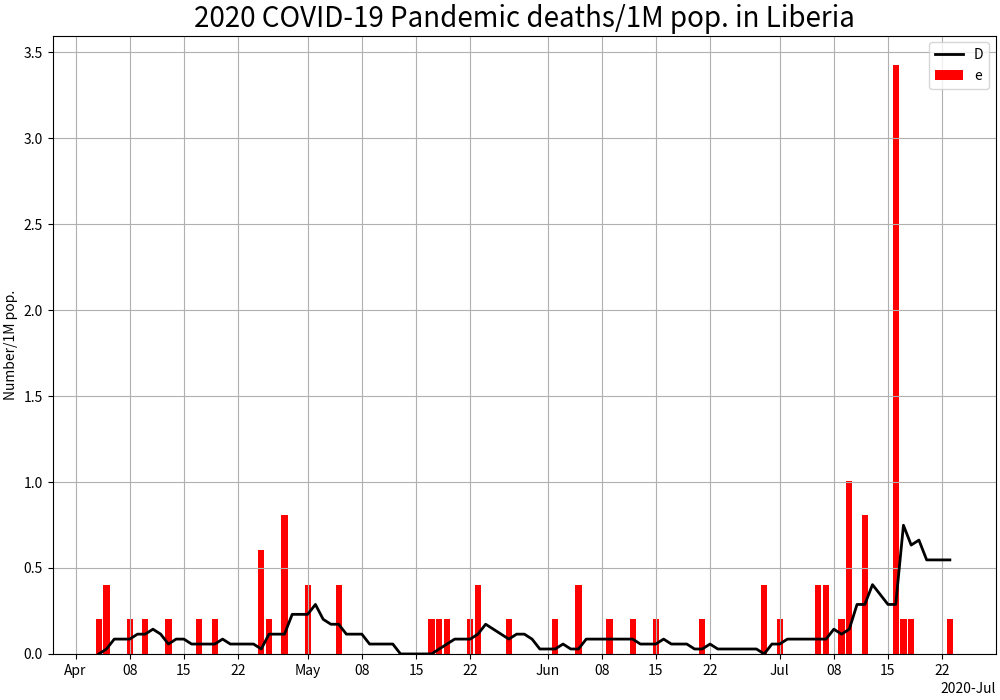 2020 COVID-19 Pandemic deaths/1M pop. in Liberia
D
e
Number/1M pop.
3.5
3.0
2.5
2.0
1.5
1.0
0.5
0.0
Apr 08 15 22 May 08 15 22 Jun 08 15 22 Jul 08 15 22
2020-Jul